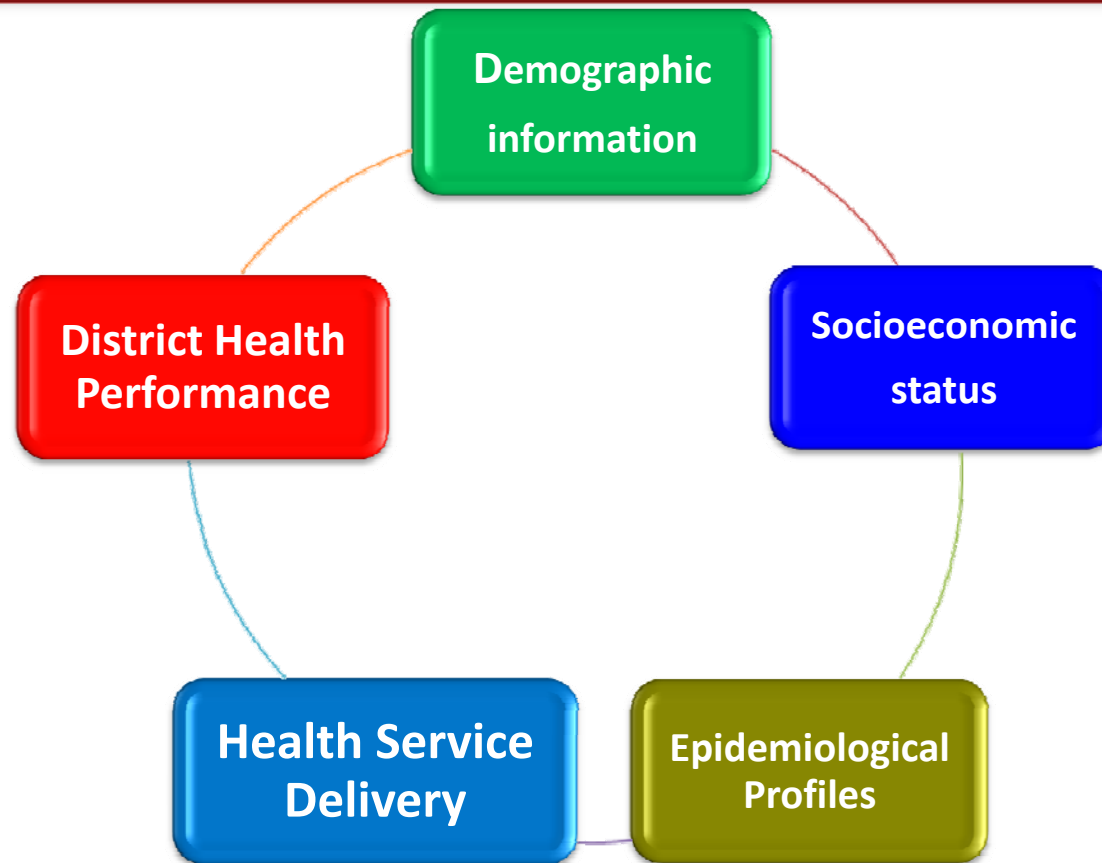 Demographic
information
Socioeconomic
status
Epidemiological
Profiles
Health Service
Delivery
District Health
Performance